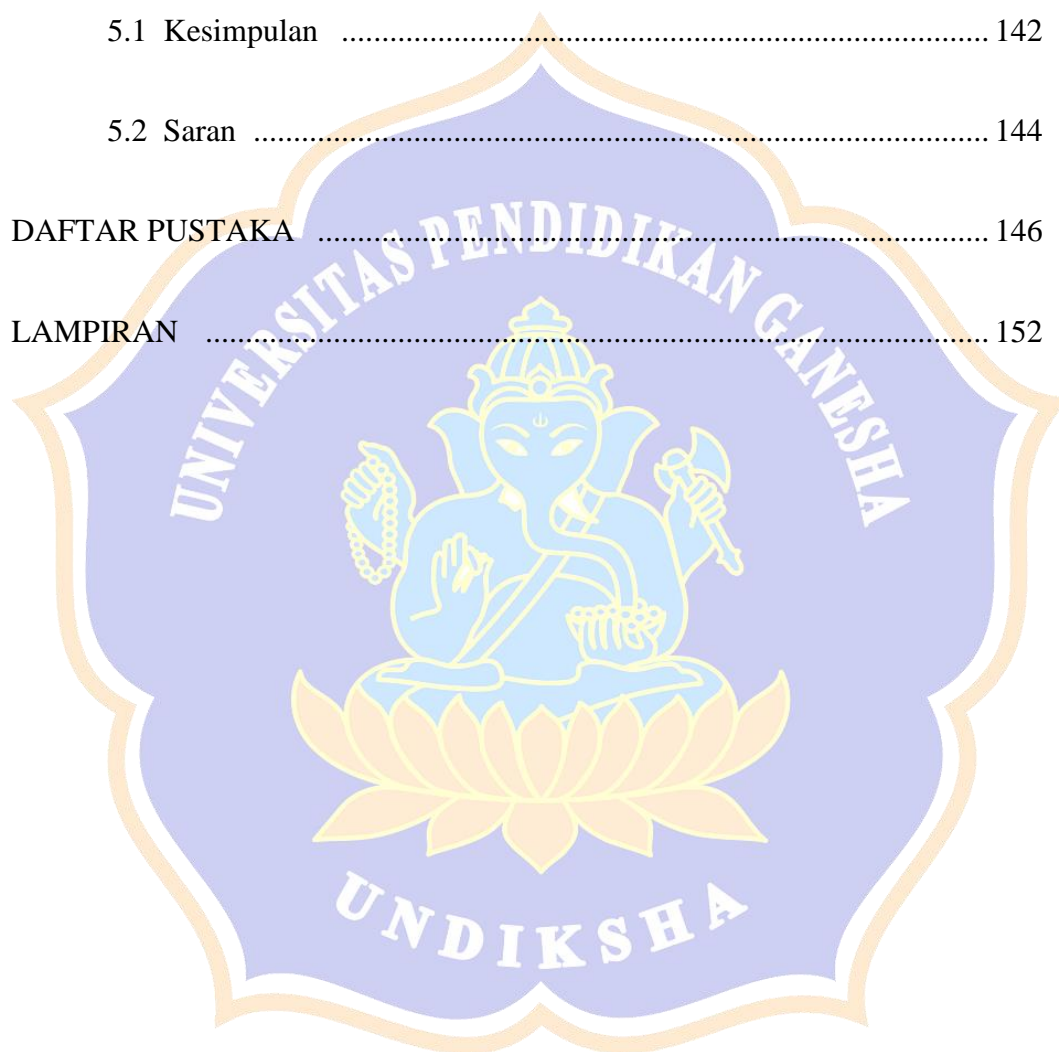 5.1 Kesimpulan ................................................................................ 142
5.2 Saran ........................................................................................... 144
DAFTAR PUSTAKA ................................................................................... 146
LAMPIRAN ................................................................................................. 152
UNIVERSITAS PENDIDIKAN GANESHA
UNDIKSHA